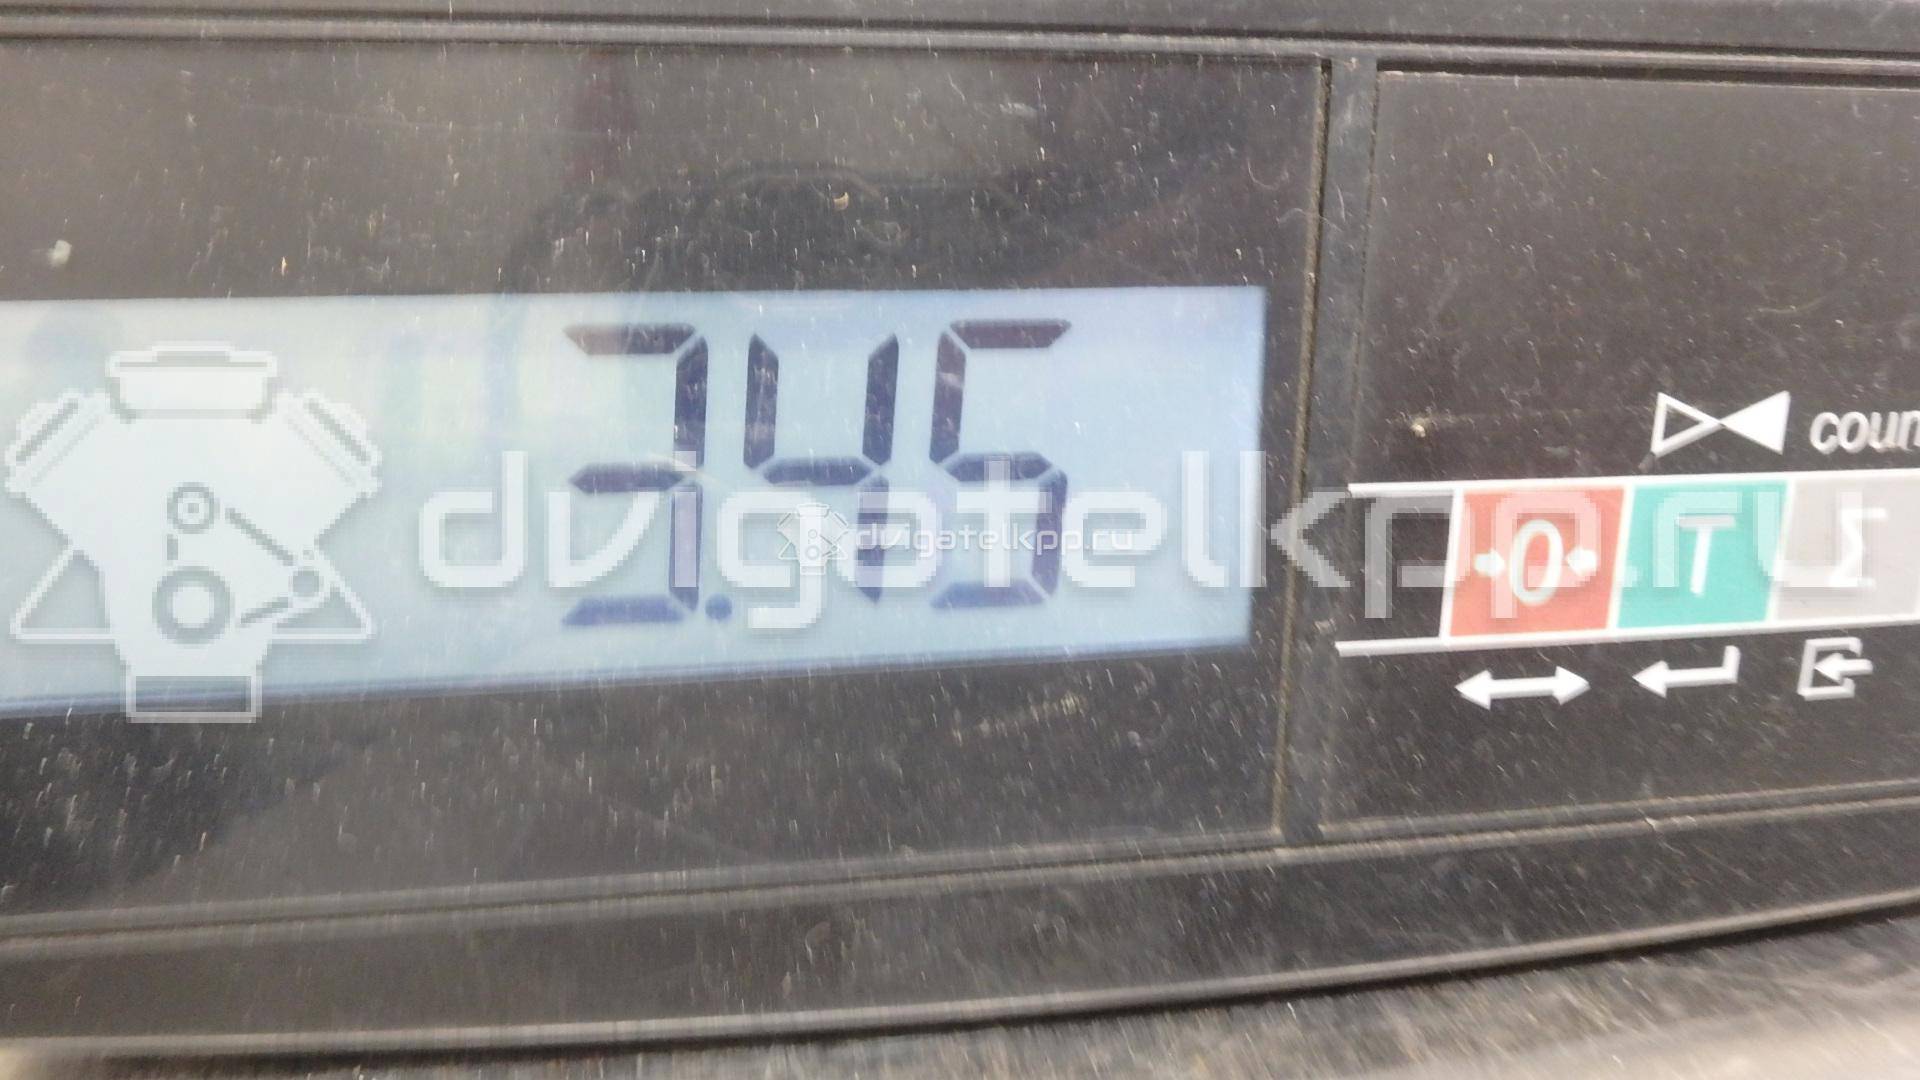 3.45
coun
0 T Σ
dvigatelkpp.ru
dvigatelkpp.ru